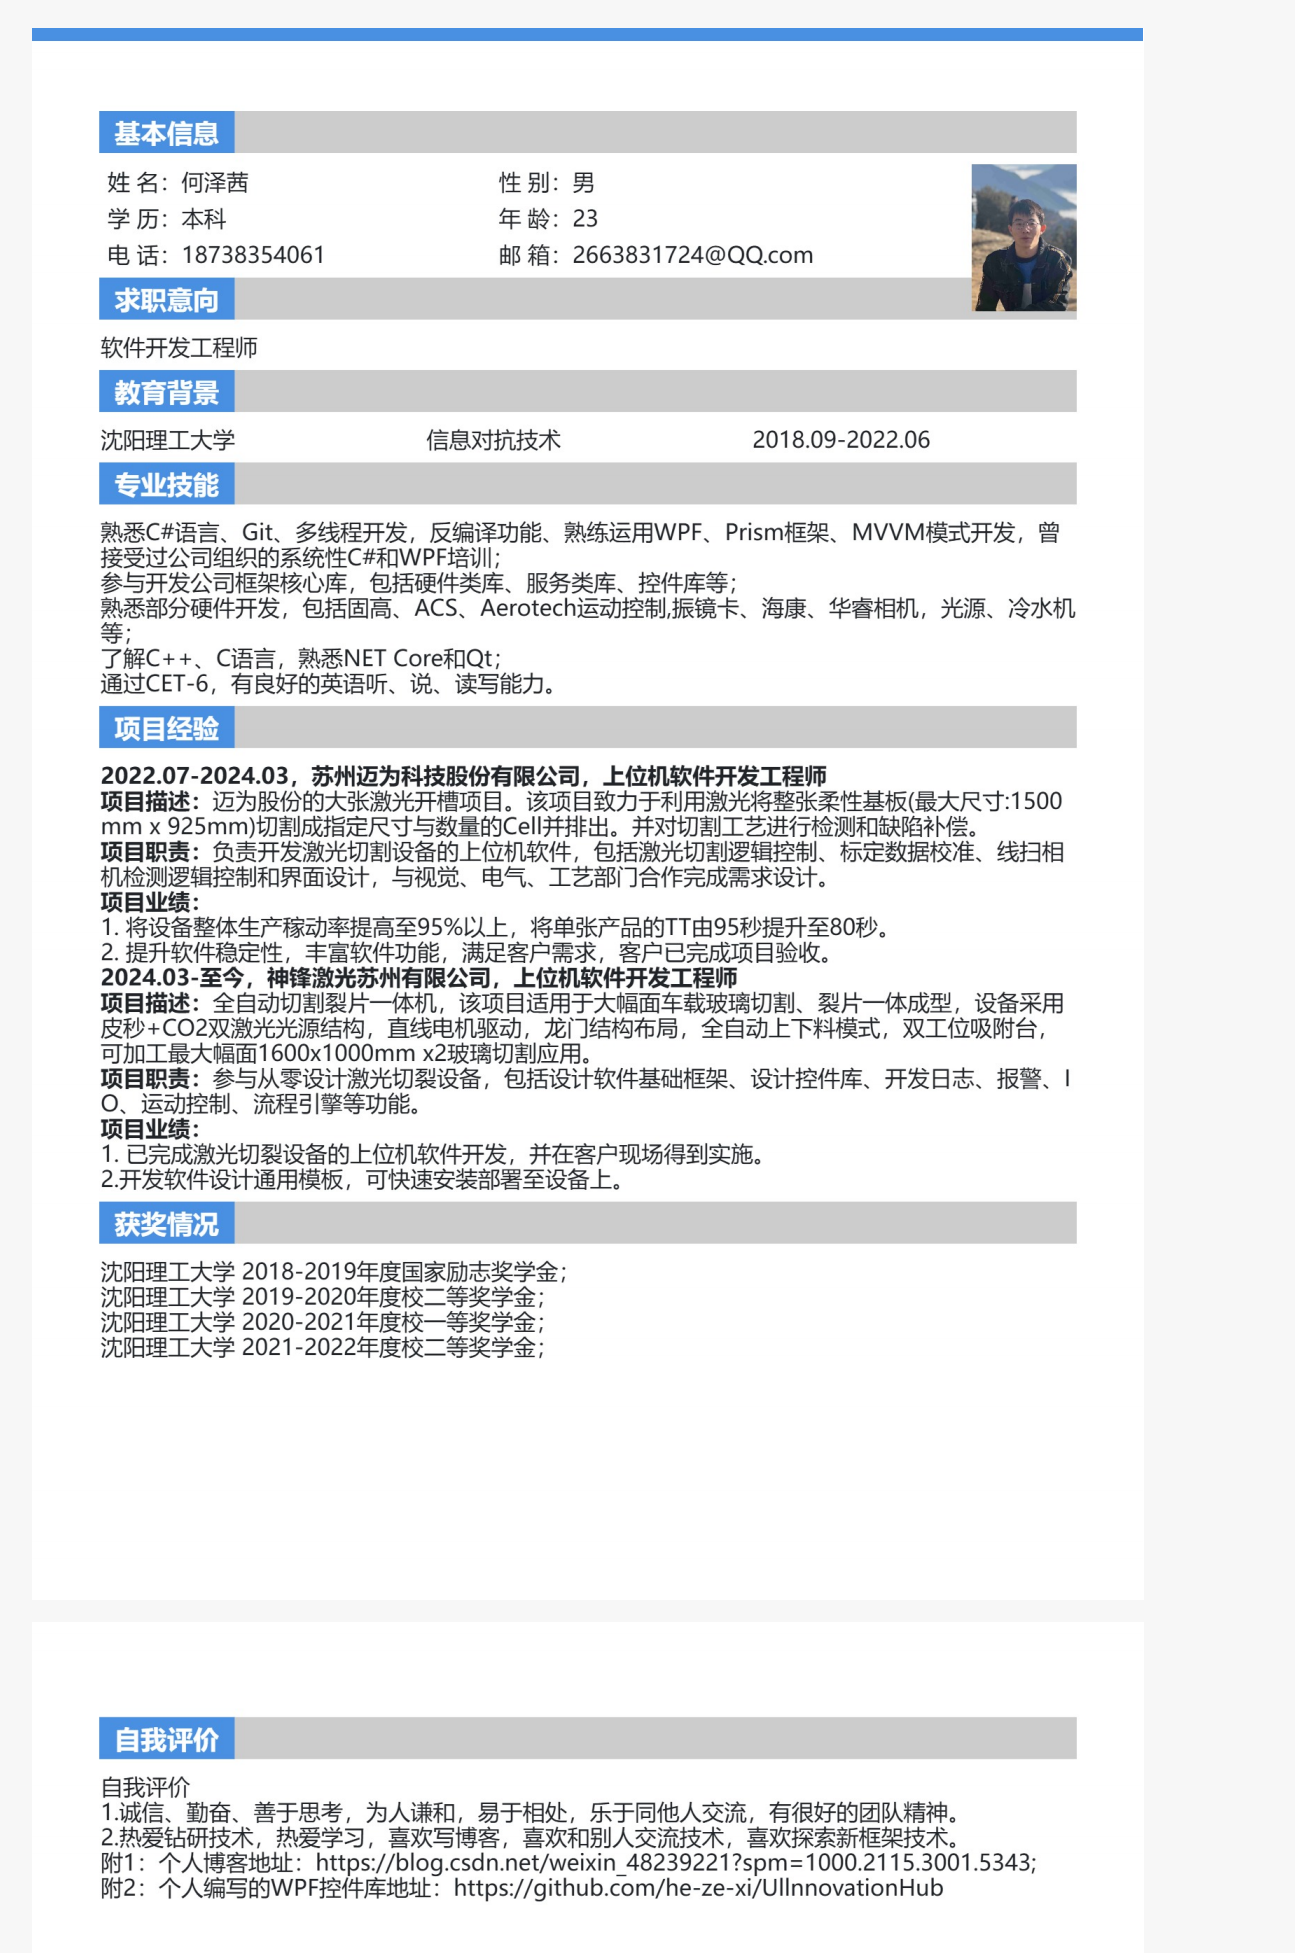 基本信息
姓 名：何泽茜
性 别：男
学 历：本科
年 龄：23
电 话：18738354061
邮 箱：2663831724@QQ.com
求职意向
软件开发工程师
教育背景
沈阳理工大学 信息对抗技术 2018.09-2022.06
专业技能
熟悉C#语言、Git、多线程开发，反编译功能、熟练运用WPF、Prism框架、MVVM模式开发，曾
接受过公司组织的系统性C#和WPF培训；
参与开发公司框架核心库，包括硬件类库、服务类库、控件库等；
熟悉部分硬件开发，包括固高、ACS、Aerotech运动控制,振镜卡、海康、华睿相机，光源、冷水机
等；
了解C++、C语言，熟悉NET Core和Qt；
通过CET-6，有良好的英语听、说、读写能力。
项目经验
2022.07-2024.03，苏州迈为科技股份有限公司，上位机软件开发工程师
项目描述：迈为股份的大张激光开槽项目。该项目致力于利用激光将整张柔性基板(最大尺寸:1500
mm x 925mm)切割成指定尺寸与数量的Cell并排出。并对切割工艺进行检测和缺陷补偿。
项目职责：负责开发激光切割设备的上位机软件，包括激光切割逻辑控制、标定数据校准、线扫相
机检测逻辑控制和界面设计，与视觉、电气、工艺部门合作完成需求设计。
项目业绩：
1. 将设备整体生产稼动率提高至95%以上，将单张产品的TT由95秒提升至80秒。
2. 提升软件稳定性，丰富软件功能，满足客户需求，客户已完成项目验收。
2024.03-至今，神锋激光苏州有限公司，上位机软件开发工程师
项目描述：全自动切割裂片一体机，该项目适用于大幅面车载玻璃切割、裂片一体成型，设备采用
皮秒+CO2双激光光源结构，直线电机驱动，龙门结构布局，全自动上下料模式，双工位吸附台，
可加工最大幅面1600x1000mm x2玻璃切割应用。
项目职责：参与从零设计激光切裂设备，包括设计软件基础框架、设计控件库、开发日志、报警、I
O、运动控制、流程引擎等功能。
项目业绩：
1. 已完成激光切裂设备的上位机软件开发，并在客户现场得到实施。
2.开发软件设计通用模板，可快速安装部署至设备上。
获奖情况
沈阳理工大学 2018-2019年度国家励志奖学金；
沈阳理工大学 2019-2020年度校二等奖学金；
沈阳理工大学 2020-2021年度校一等奖学金；
沈阳理工大学 2021-2022年度校二等奖学金；
自我评价
自我评价
1.诚信、勤奋、善于思考，为人谦和，易于相处，乐于同他人交流，有很好的团队精神。
2.热爱钻研技术，热爱学习，喜欢写博客，喜欢和别人交流技术，喜欢探索新框架技术。
附1：个人博客地址：https://blog.csdn.net/weixin_48239221?spm=1000.2115.3001.5343;
附2：个人编写的WPF控件库地址：https://github.com/he-ze-xi/UIInnovationHub